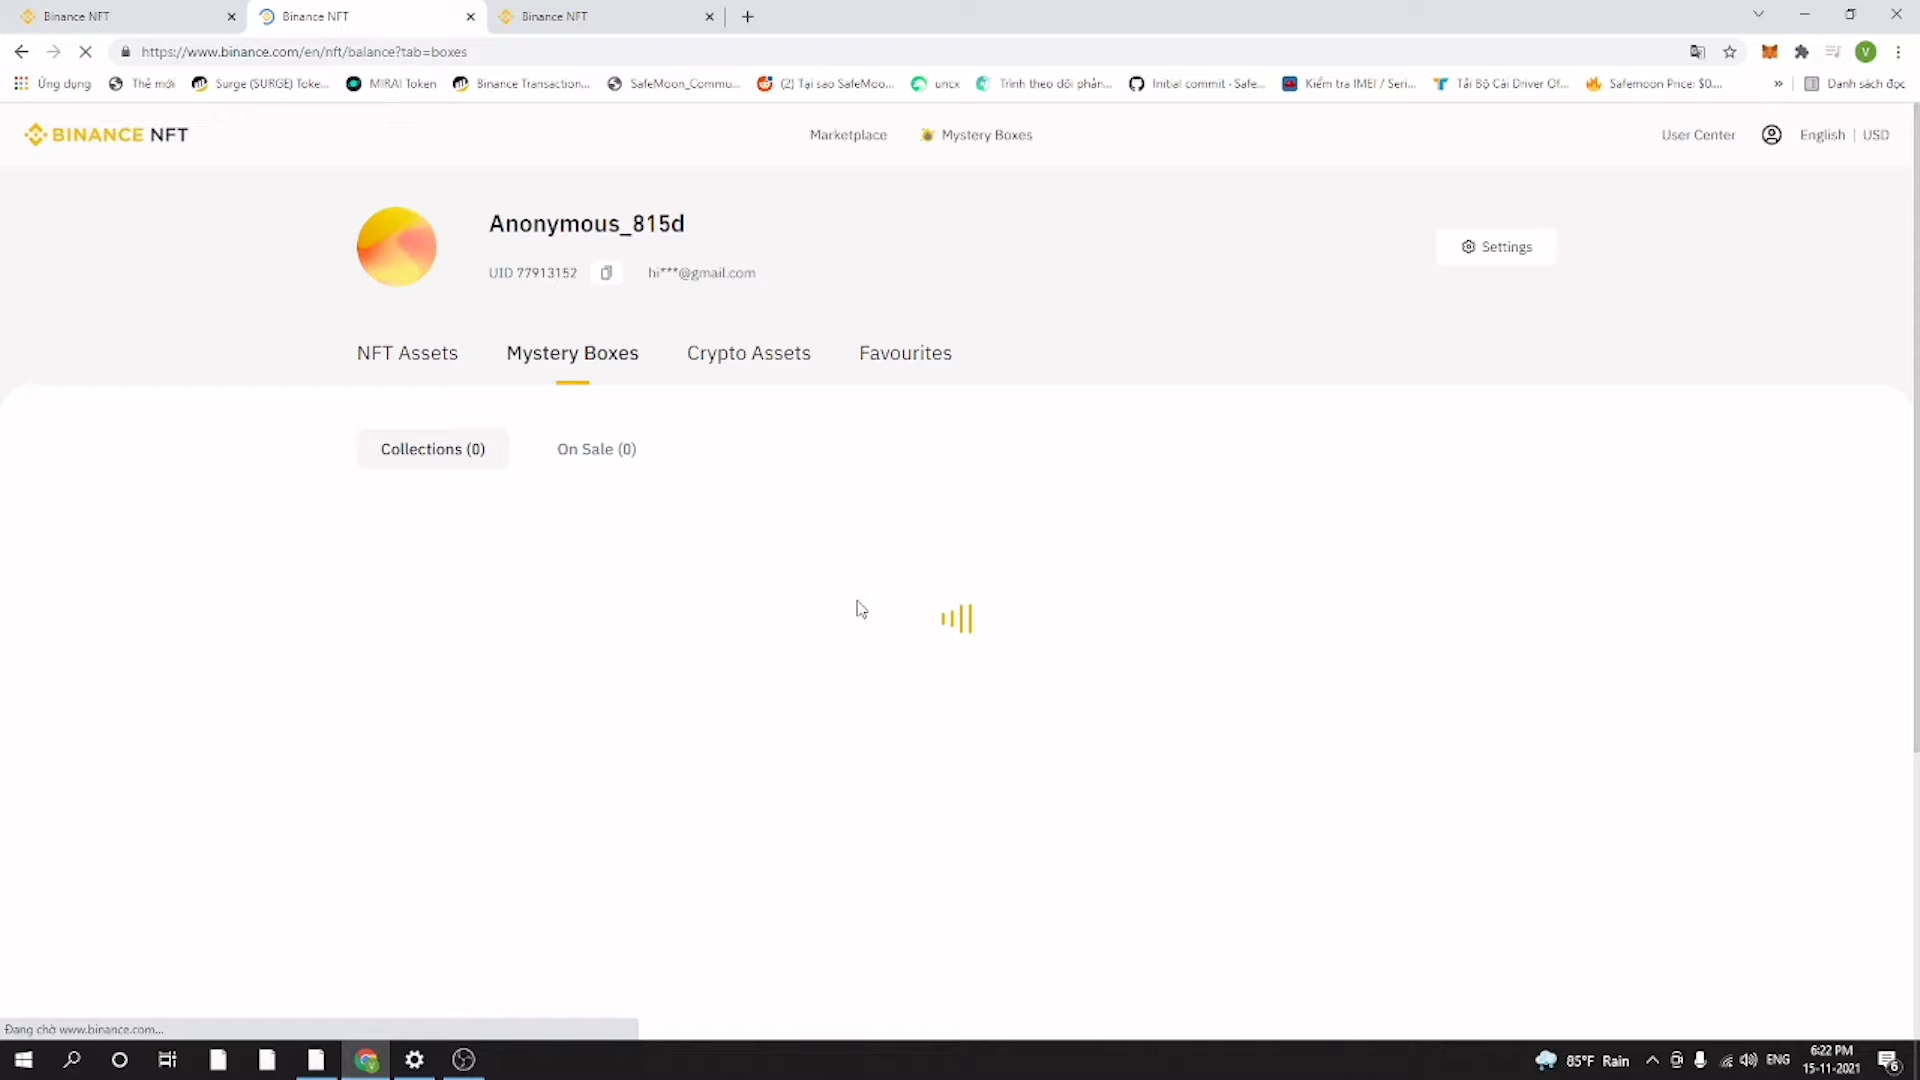 Binance NFT
Binance NFT
Binance NFT
https://www.binance.com/en/nft/balance?tab=boxes
V
Ứng dụng
Thẻ mới
Surge (SURGE) Toke...
MIRAI Token
Binance Transaction...
SafeMoon_Commu...
(2) Tại sao SafeMoo...
uncx
Trình theo dõi phần...
Initial commit · Safe...
Kiểm tra IMEI / Seri...
Tải Bộ Cài Driver Of...
Safemoon Price: $0....
»
Danh sách đọc
BINANCE NFT
Marketplace
Mystery Boxes
User Center
English | USD
Anonymous_815d
UID 77913152
hi***@gmail.com
Settings
NFT Assets
Mystery Boxes
Crypto Assets
Favourites
Collections (0)
On Sale (0)
Đang chờ www.binance.com...
85°F Rain
ENG
6:22 PM
15-11-2021
6